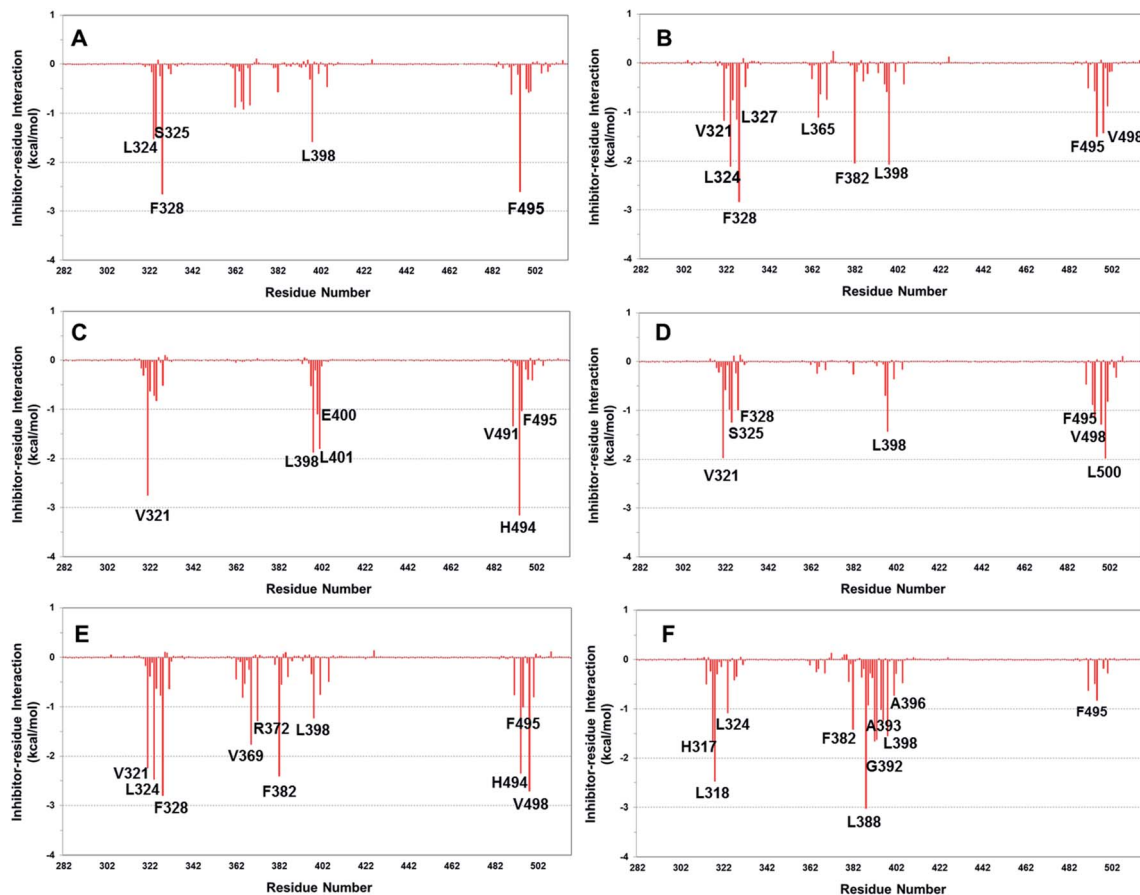 A
Inhibitor-residue Interaction
(kcal/mol)
1
0
-1
-2
-3
-4
L324
S325
F328
L398
F495
282 302 322 342 362 382 402 422 442 462 482 502
Residue Number
B
Inhibitor-residue Interaction
(kcal/mol)
1
0
-1
-2
-3
-4
V321
L327
L324
F328
L365
F382
L398
F495
V498
282 302 322 342 362 382 402 422 442 462 482 502
Residue Number
C
Inhibitor-residue Interaction
(kcal/mol)
1
0
-1
-2
-3
-4
V321
E400
L398
L401
V491
F495
H494
282 302 322 342 362 382 402 422 442 462 482 502
Residue Number
D
Inhibitor-residue Interaction
(kcal/mol)
1
0
-1
-2
-3
-4
F328
S325
V321
L398
F495
V498
L500
282 302 322 342 362 382 402 422 442 462 482 502
Residue Number
E
Inhibitor-residue Interaction
(kcal/mol)
1
0
-1
-2
-3
-4
V321
L324
F328
R372
V369
F382
L398
F495
H494
V498
282 302 322 342 362 382 402 422 442 462 482 502
Residue Number
F
Inhibitor-residue Interaction
(kcal/mol)
1
0
-1
-2
-3
-4
L324
H317
L318
F382
A396
A393
L398
G392
L388
F495
282 302 322 342 362 382 402 422 442 462 482 502
Residue Number